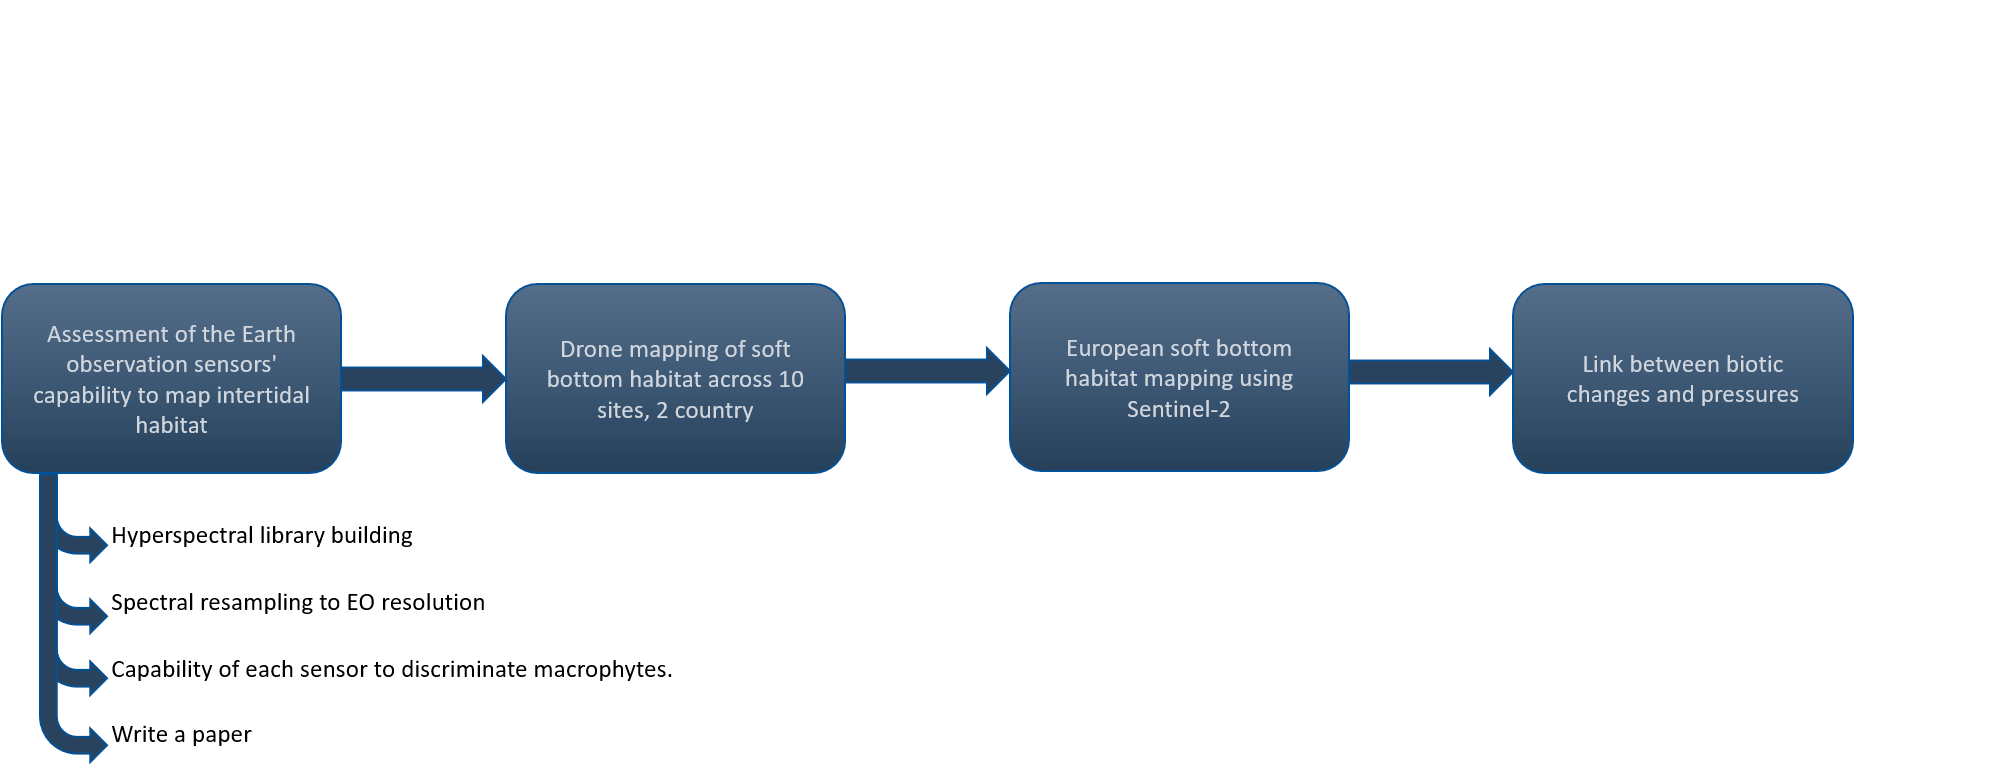 Assessment of the Earth
observation sensors'
capability to map intertidal
habitat
Drone mapping of soft
bottom habitat across 10
sites, 2 country
European soft bottom
habitat mapping using
Sentinel-2
Link between biotic
changes and pressures
Hyperspectral library building
Spectral resampling to EO resolution
Capability of each sensor to discriminate macrophytes.
Write a paper